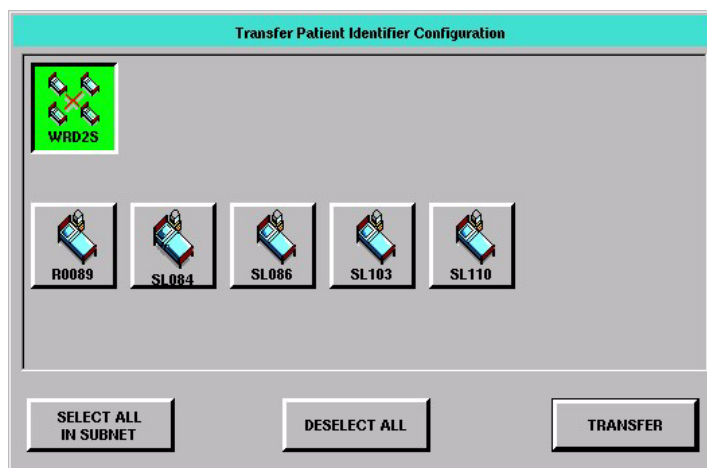 Transfer Patient Identifier Configuration
WRD2S
R0089
SL084
SL086
SL103
SL110
SELECT ALL
IN SUBNET
DESELECT ALL
TRANSFER